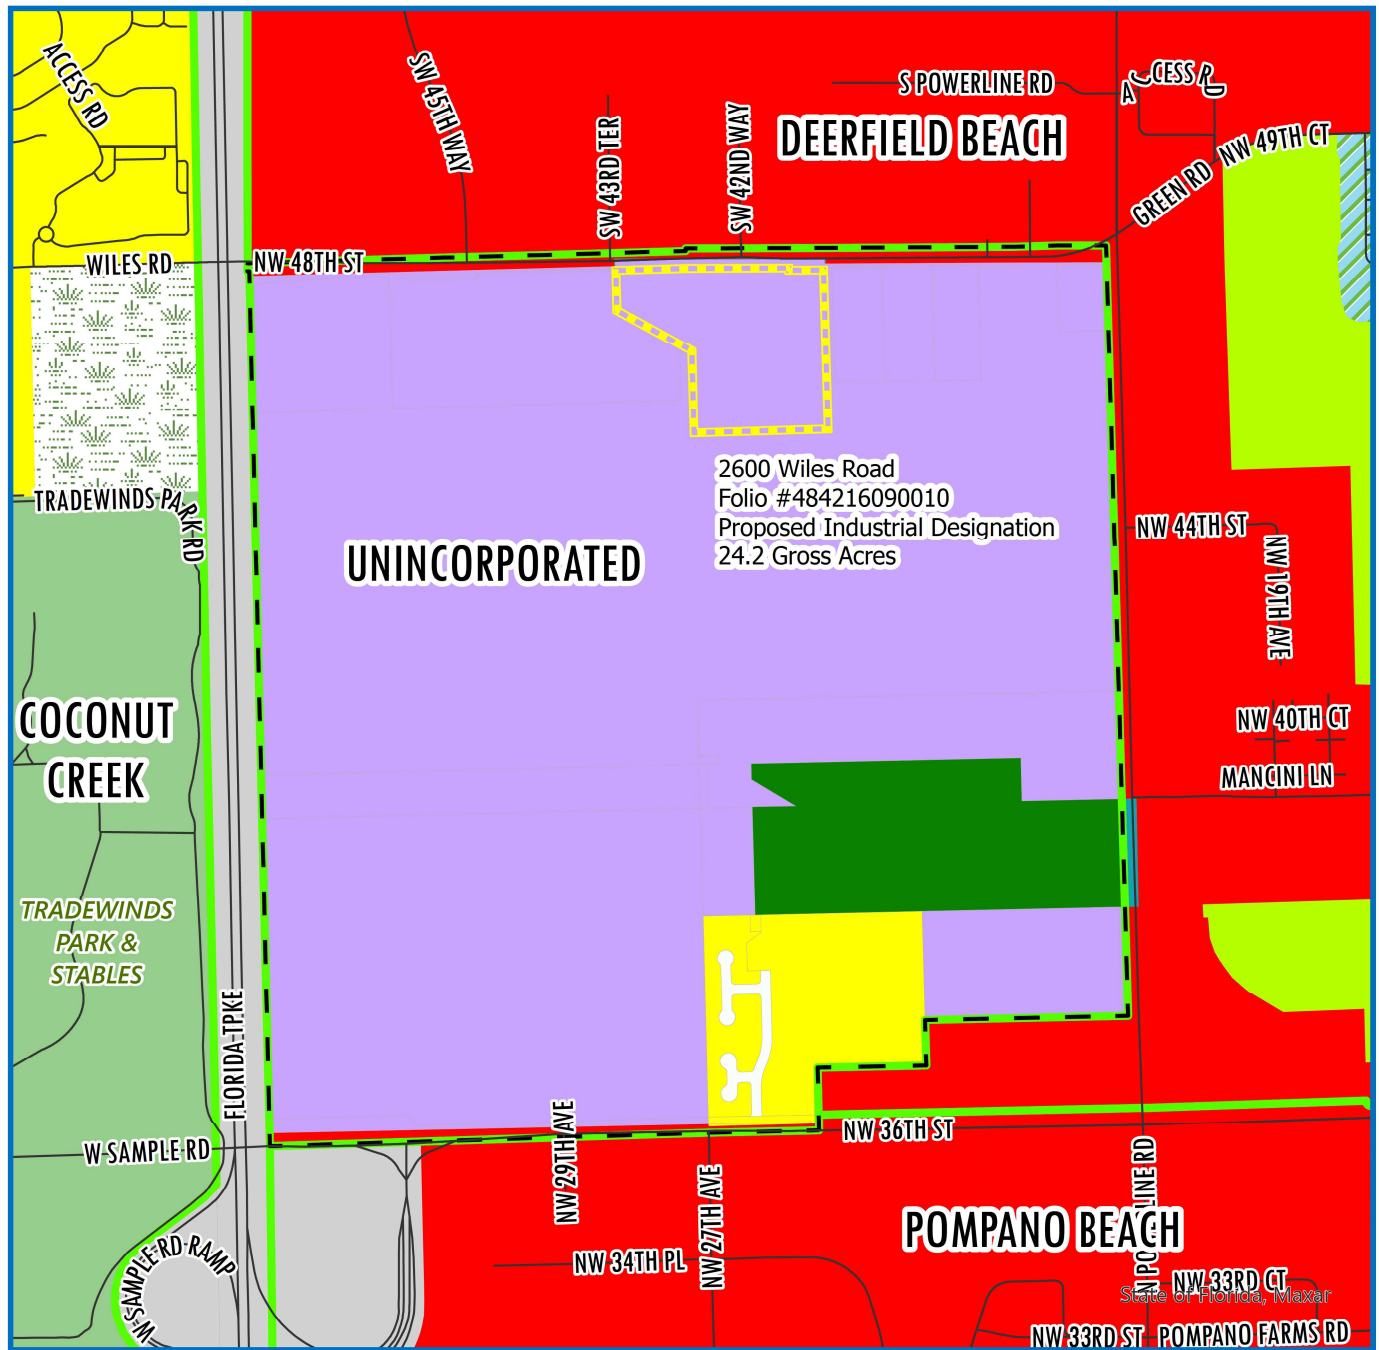 ACCESS RD
SW 45TH WAY
SW 43RD TER
SW 42ND WAY
S POWERLINE RD
ACCESS RD
DEERFIELD BEACH
NW 49TH CT
GREEN RD
WILES RD
NW 48TH ST
2600 Wiles Road
Folio #484216090010
Proposed Industrial Designation
24.2 Gross Acres
TRADEWINDS PARK RD
NW 44TH ST
UNINCORPORATED
NW 19TH AVE
COCONUT
CREEK
NW 40TH CT
MANCINI LN
TRADEWINDS
PARK &
STABLES
FLORIDA TPKE
W SAMPLE RD
NW 29TH AVE
NW 36TH ST
NW 27TH AVE
N POWERLINE RD
POMPANO BEACH
W SAMPLE RD RAMP
NW 34TH PL
NW 33RD CT
State of Florida, Maxar
NW 33RD ST
POMPANO FARMS RD